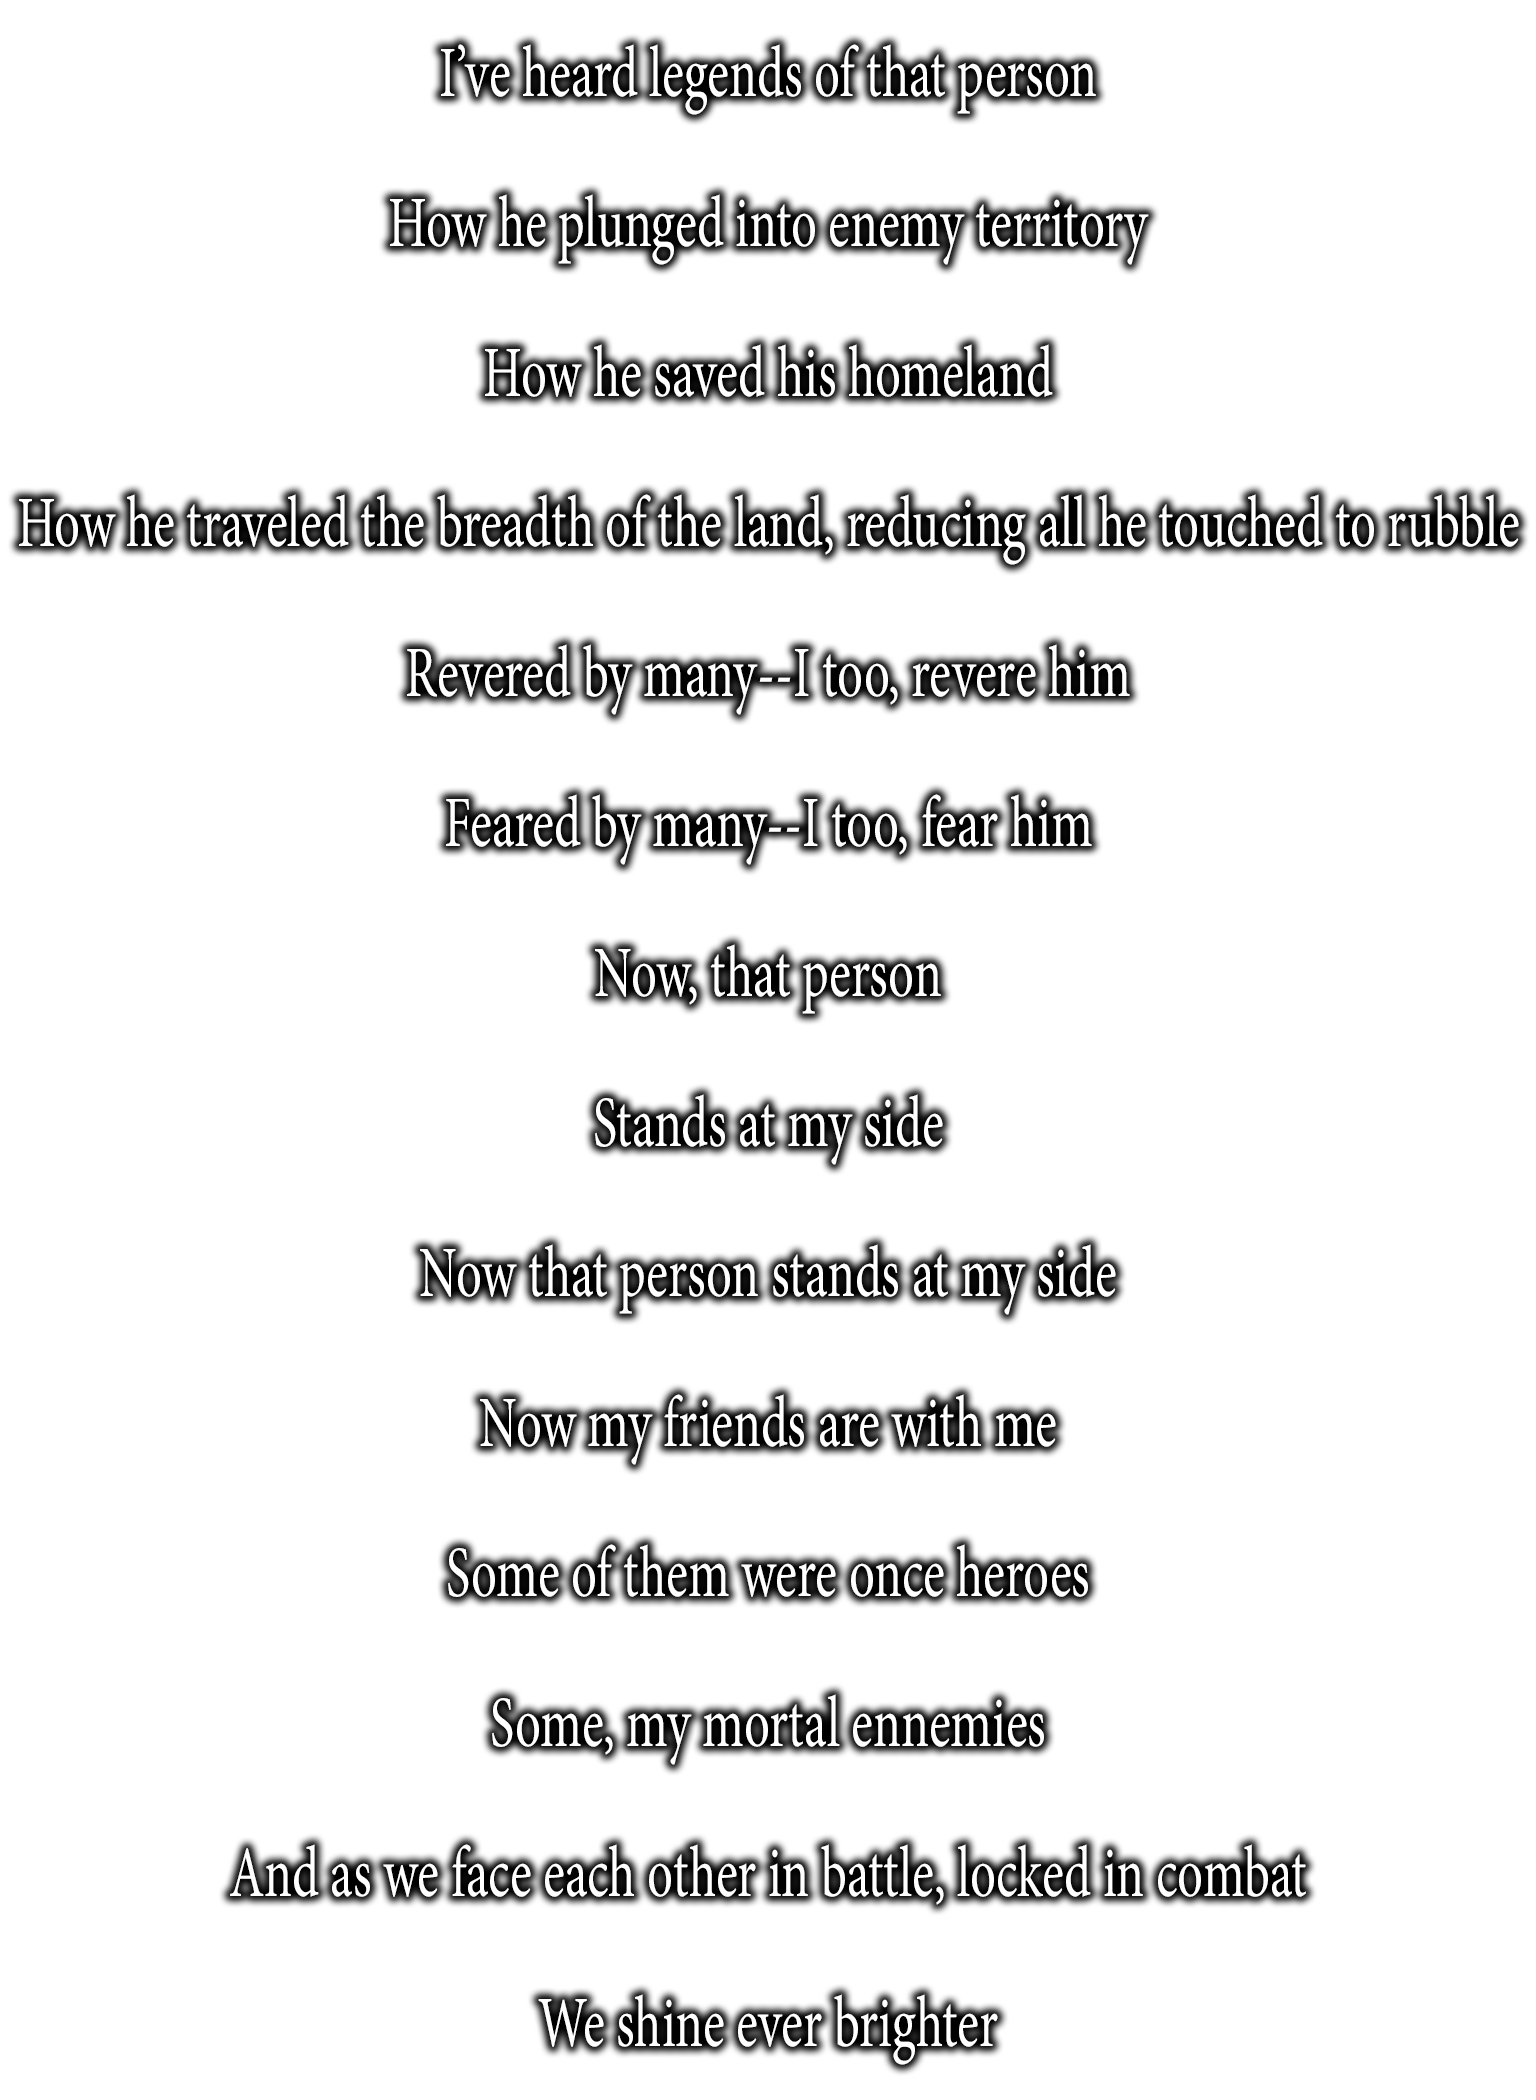 I’ve heard legends of that person
How he plunged into enemy territory
How he saved his homeland
How he traveled the breadth of the land, reducing all he touched to rubble
Revered by many--I too, revere him
Feared by many--I too, fear him
Now, that person
Stands at my side
Now that person stands at my side
Now my friends are with me
Some of them were once heroes
Some, my mortal ennemies
And as we face each other in battle, locked in combat
We shine ever brighter